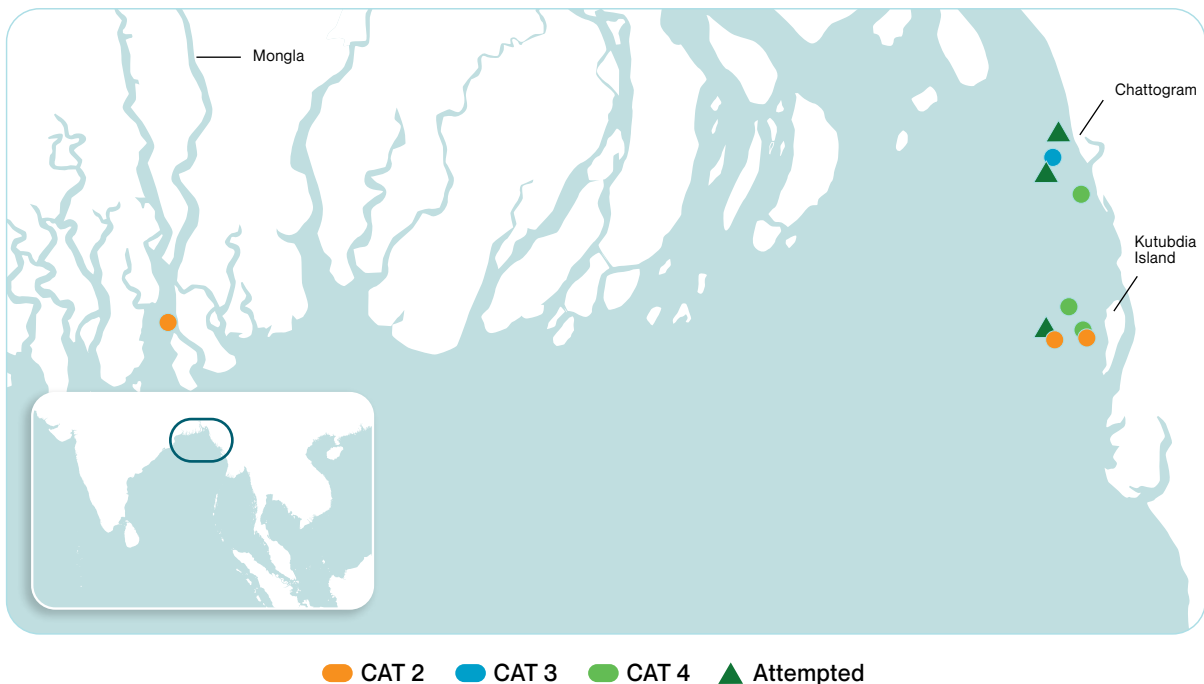 Mongla
Chattogram
Kutubdia
Island
CAT 2
CAT 3
CAT 4
Attempted